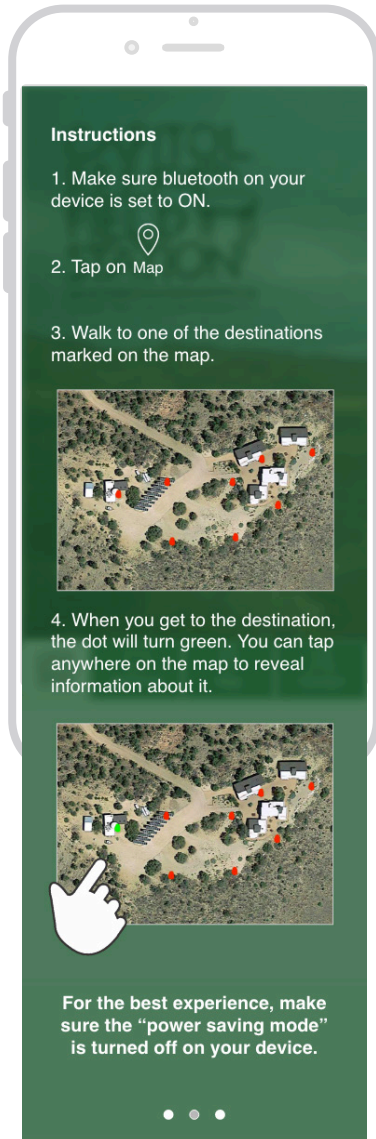 Instructions
1. Make sure bluetooth on your
device is set to ON.
2. Tap on Map
3. Walk to one of the destinations
marked on the map.
4. When you get to the destination,
the dot will turn green. You can tap
anywhere on the map to reveal
information about it.
For the best experience, make
sure the “power saving mode”
is turned off on your device.